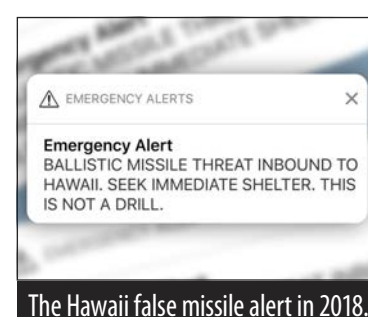 EMERGENCY ALERTS
Emergency Alert
BALLISTIC MISSILE THREAT INBOUND TO
HAWAII. SEEK IMMEDIATE SHELTER. THIS
IS NOT A DRILL.
The Hawaii false missile alert in 2018.